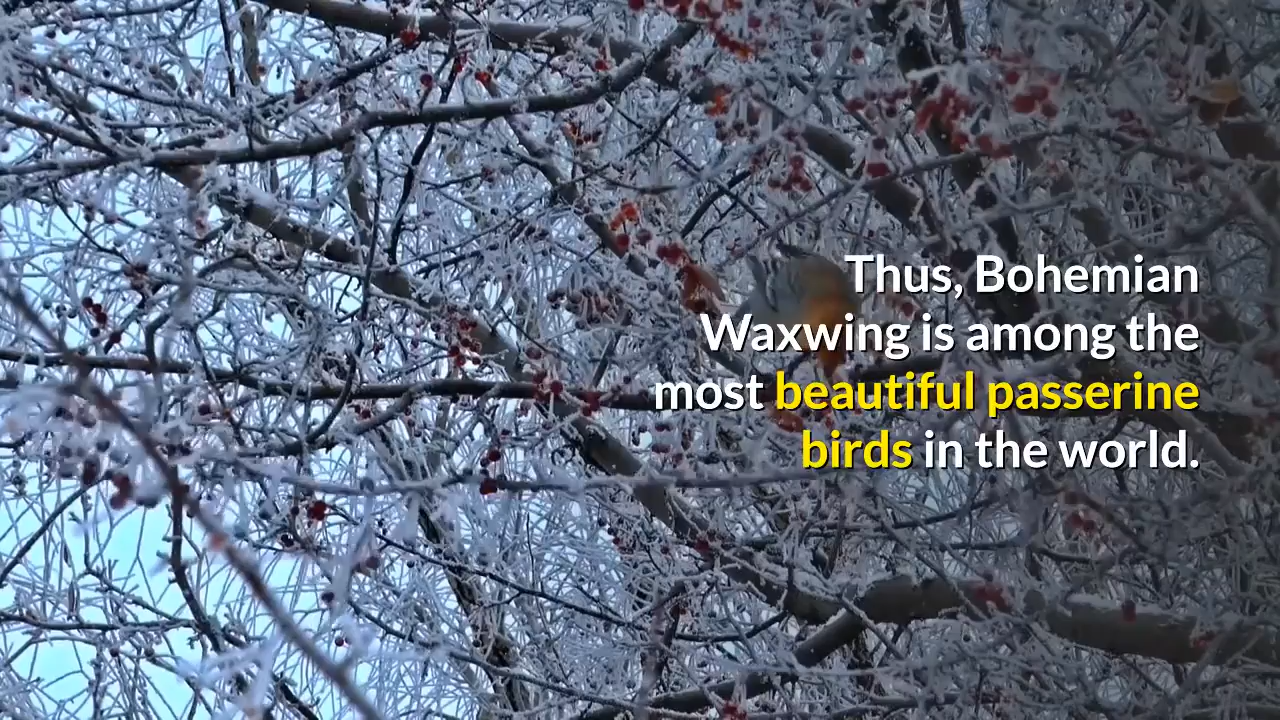 Thus, Bohemian
Waxwing is among the
most beautiful passerine
birds in the world.